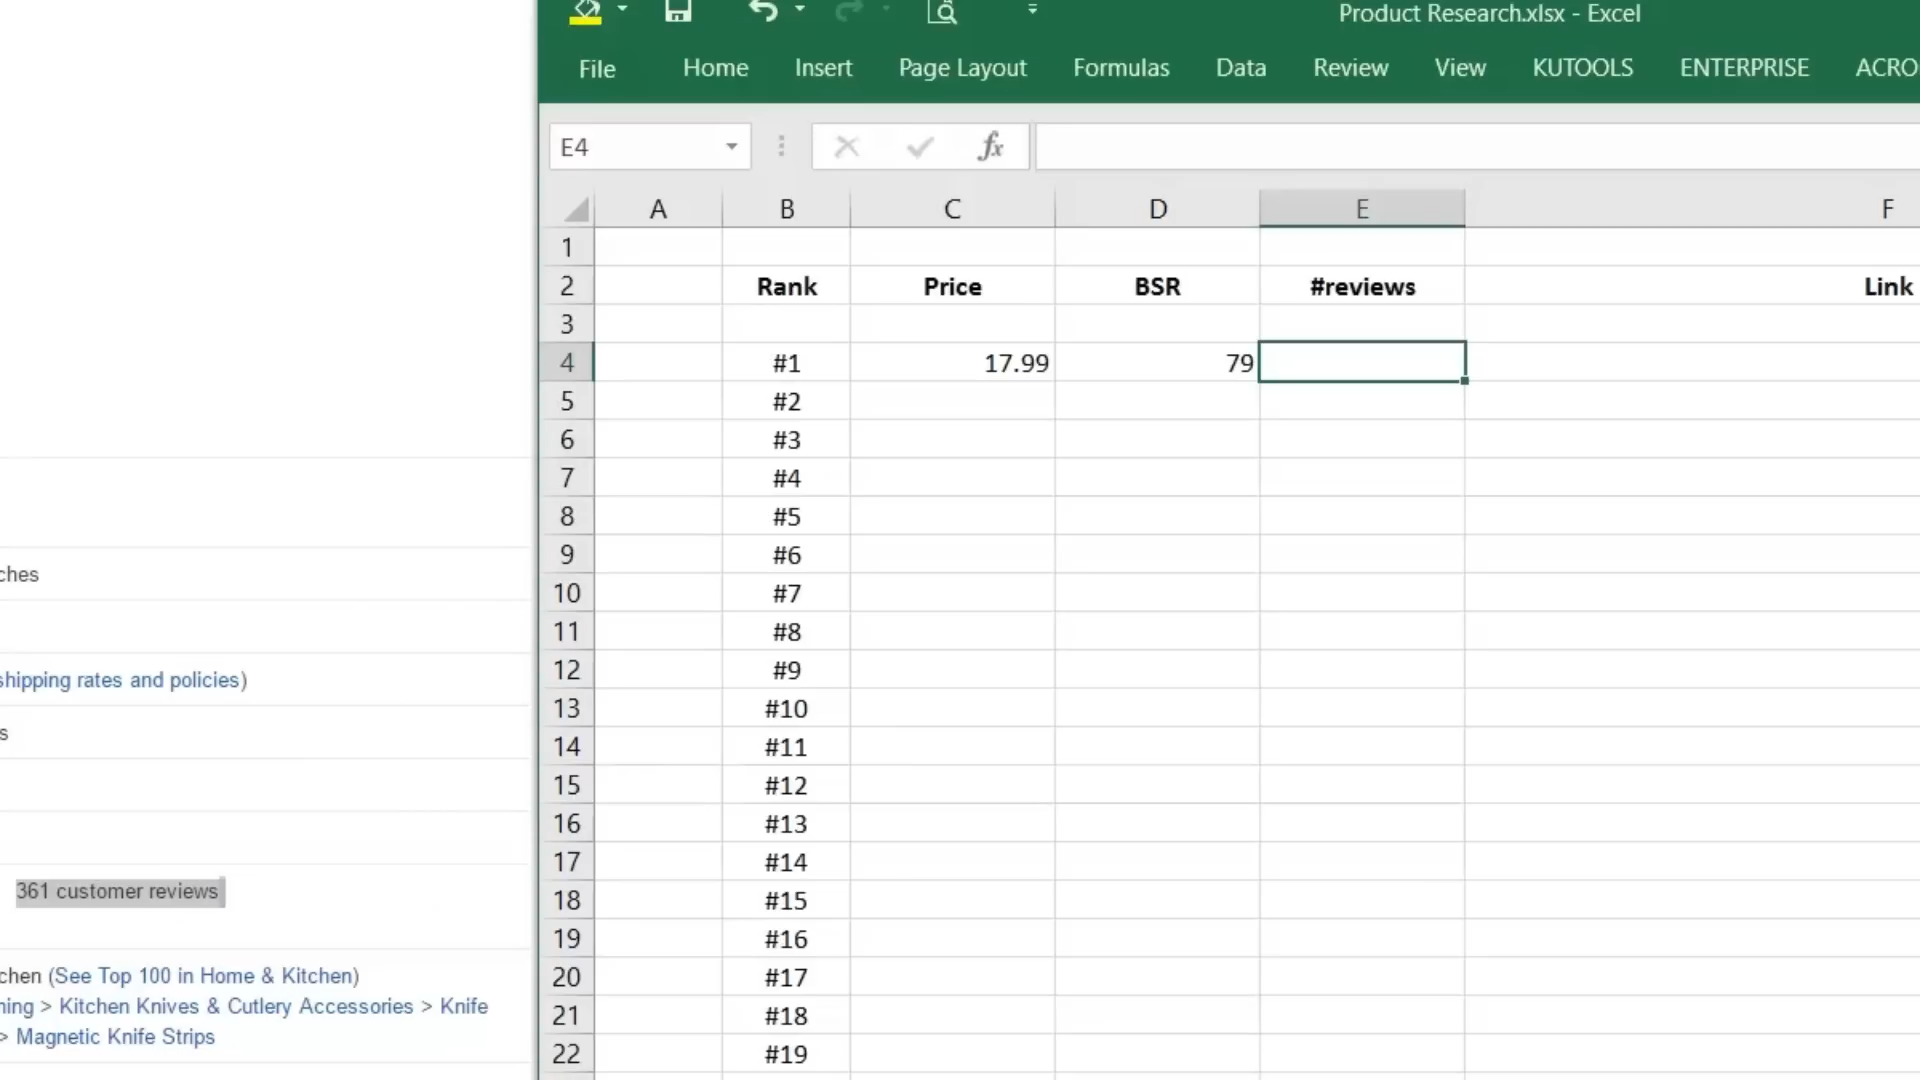 ches
shipping rates and policies)
s
361 customer reviews
chen (See Top 100 in Home & Kitchen)
ning > Kitchen Knives & Cutlery Accessories > Knife
> Magnetic Knife Strips
Product Research.xlsx - Excel
File Home Insert Page Layout Formulas Data Review View KUTOOLS ENTERPRISE ACRO
E4 fx
A B C D E F
1
2 Rank Price BSR #reviews Link
3
4 #1 17.99 79
5 #2
6 #3
7 #4
8 #5
9 #6
10 #7
11 #8
12 #9
13 #10
14 #11
15 #12
16 #13
17 #14
18 #15
19 #16
20 #17
21 #18
22 #19